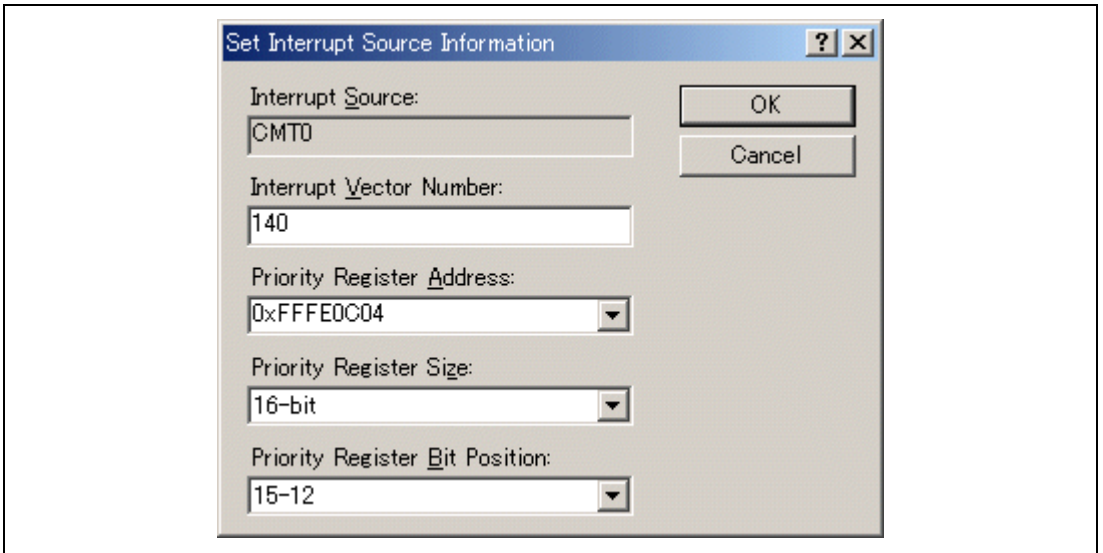 Set Interrupt Source Information
Interrupt Source:
CMT0
OK
Cancel
Interrupt Vector Number:
140
Priority Register Address:
0xFFFE0C04
Priority Register Size:
16-bit
Priority Register Bit Position:
15-12